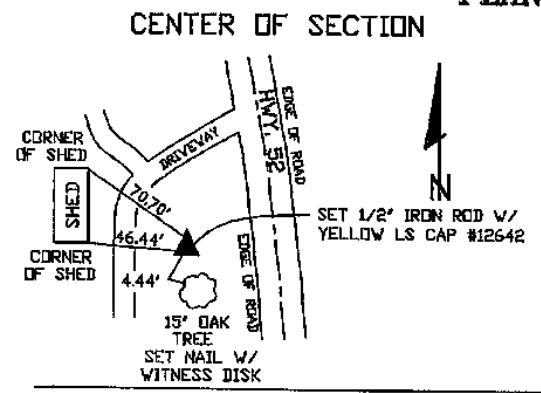 CENTER OF SECTION
CORNER
OF SHED
DRIVEWAY
HWY. 52
EDGE OF ROAD
SHED
70.70'
46.44'
N
SET 1/2" IRON ROD W/
YELLOW LS CAP #12642
CORNER
OF SHED
4.44'
EDGE OF ROAD
15" OAK
TREE
SET NAIL W/
WITNESS DISK